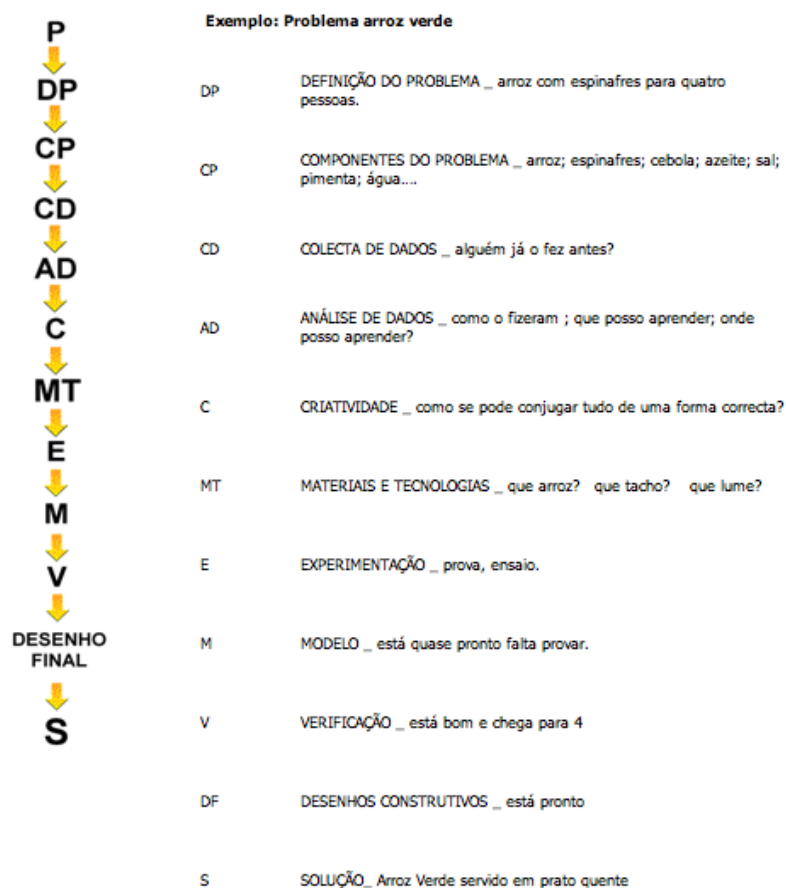 P
DP
CP
CD
AD
C
MT
E
M
V
DESENHO
FINAL
S
Exemplo: Problema arroz verde
DP DEFINIÇÃO DO PROBLEMA _ arroz com espinafres para quatro
pessoas.
CP COMPONENTES DO PROBLEMA _ arroz; espinafres; cebola; azeite; sal;
pimenta; água....
CD COLECTA DE DADOS _ alguém já o fez antes?
AD ANÁLISE DE DADOS _ como o fizeram ; que posso aprender; onde
posso aprender?
C CRIATIVIDADE _ como se pode conjugar tudo de uma forma correcta?
MT MATERIAIS E TECNOLOGIAS _ que arroz? que tacho? que lume?
E EXPERIMENTAÇÃO _ prova, ensaio.
M MODELO _ está quase pronto falta provar.
V VERIFICAÇÃO _ está bom e chega para 4
DF DESENHOS CONSTRUTIVOS _ está pronto
S SOLUÇÃO_ Arroz Verde servido em prato quente